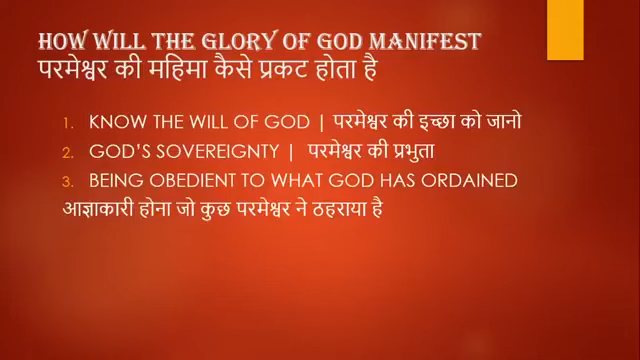 HOW WILL THE GLORY OF GOD MANIFEST
परमेश्वर की महिमा कैसे प्रकट होता है
1. KNOW THE WILL OF GOD | परमेश्वर की इच्छा को जानो
2. GOD'S SOVEREIGNTY | परमेश्वर की प्रभुता
3. BEING OBEDIENT TO WHAT GOD HAS ORDAINED
आज्ञाकारी होना जो कुछ परमेश्वर ने ठहराया है